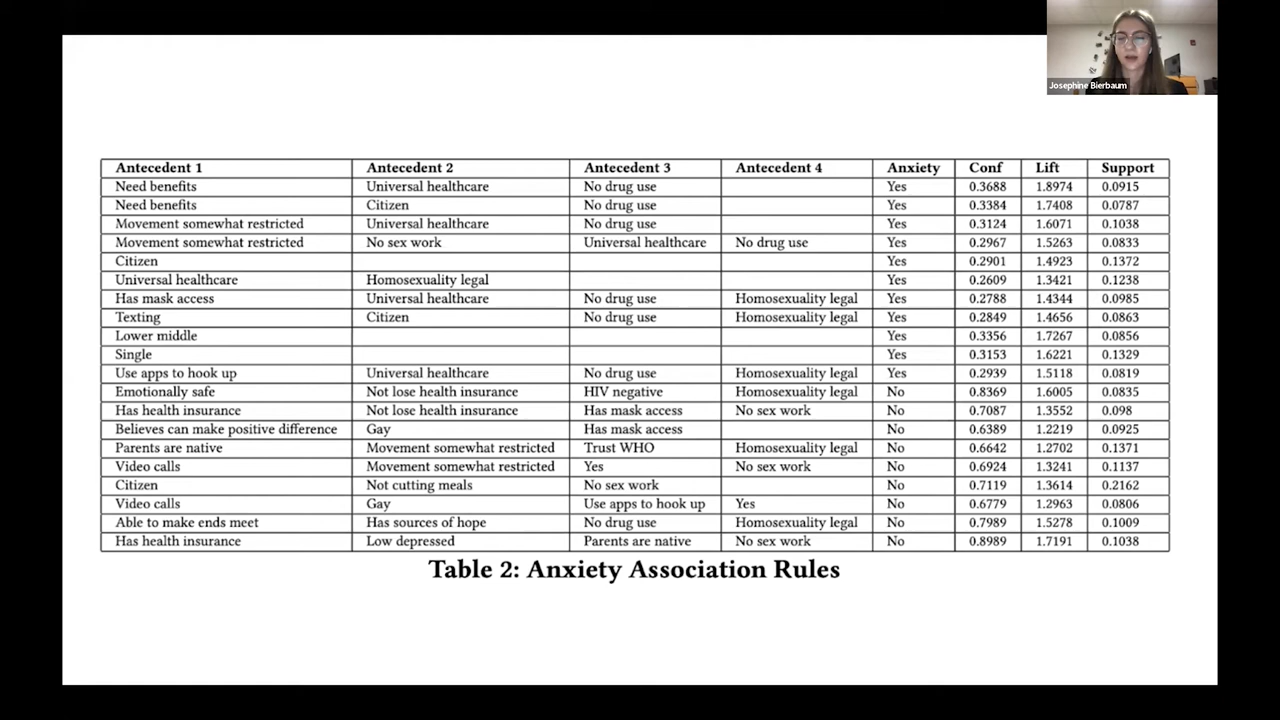 Josephine Bierbaum
Antecedent 1 Antecedent 2 Antecedent 3 Antecedent 4 Anxiety Conf Lift Support
Need benefits Universal healthcare No drug use Yes 0.3688 1.8974 0.0915
Need benefits Citizen No drug use Yes 0.3384 1.7408 0.0787
Movement somewhat restricted Universal healthcare No drug use Yes 0.3124 1.6071 0.1038
Movement somewhat restricted No sex work Universal healthcare No drug use Yes 0.2967 1.5263 0.0833
Citizen Yes 0.2901 1.4923 0.1372
Universal healthcare Homosexuality legal Yes 0.2609 1.3421 0.1238
Has mask access Universal healthcare No drug use Homosexuality legal Yes 0.2788 1.4344 0.0985
Texting Citizen No drug use Homosexuality legal Yes 0.2849 1.4656 0.0863
Lower middle Yes 0.3356 1.7267 0.0856
Single Yes 0.3153 1.6221 0.1329
Use apps to hook up Universal healthcare No drug use Homosexuality legal Yes 0.2939 1.5118 0.0819
Emotionally safe Not lose health insurance HIV negative Homosexuality legal No 0.8369 1.6005 0.0835
Has health insurance Not lose health insurance Has mask access No sex work No 0.7087 1.3552 0.098
Believes can make positive difference Gay Has mask access No 0.6389 1.2219 0.0925
Parents are native Movement somewhat restricted Trust WHO Homosexuality legal No 0.6642 1.2702 0.1371
Video calls Movement somewhat restricted Yes No sex work No 0.6924 1.3241 0.1137
Citizen Not cutting meals No sex work No 0.7119 1.3614 0.2162
Video calls Gay Use apps to hook up Yes No 0.6779 1.2963 0.0806
Able to make ends meet Has sources of hope No drug use Homosexuality legal No 0.7989 1.5278 0.1009
Has health insurance Low depressed Parents are native No sex work No 0.8989 1.7191 0.1038
Table 2: Anxiety Association Rules